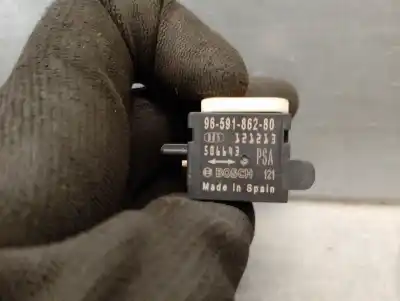 98-591-862-80
121213
506643 PSA
BOSCH 121
Made in Spain